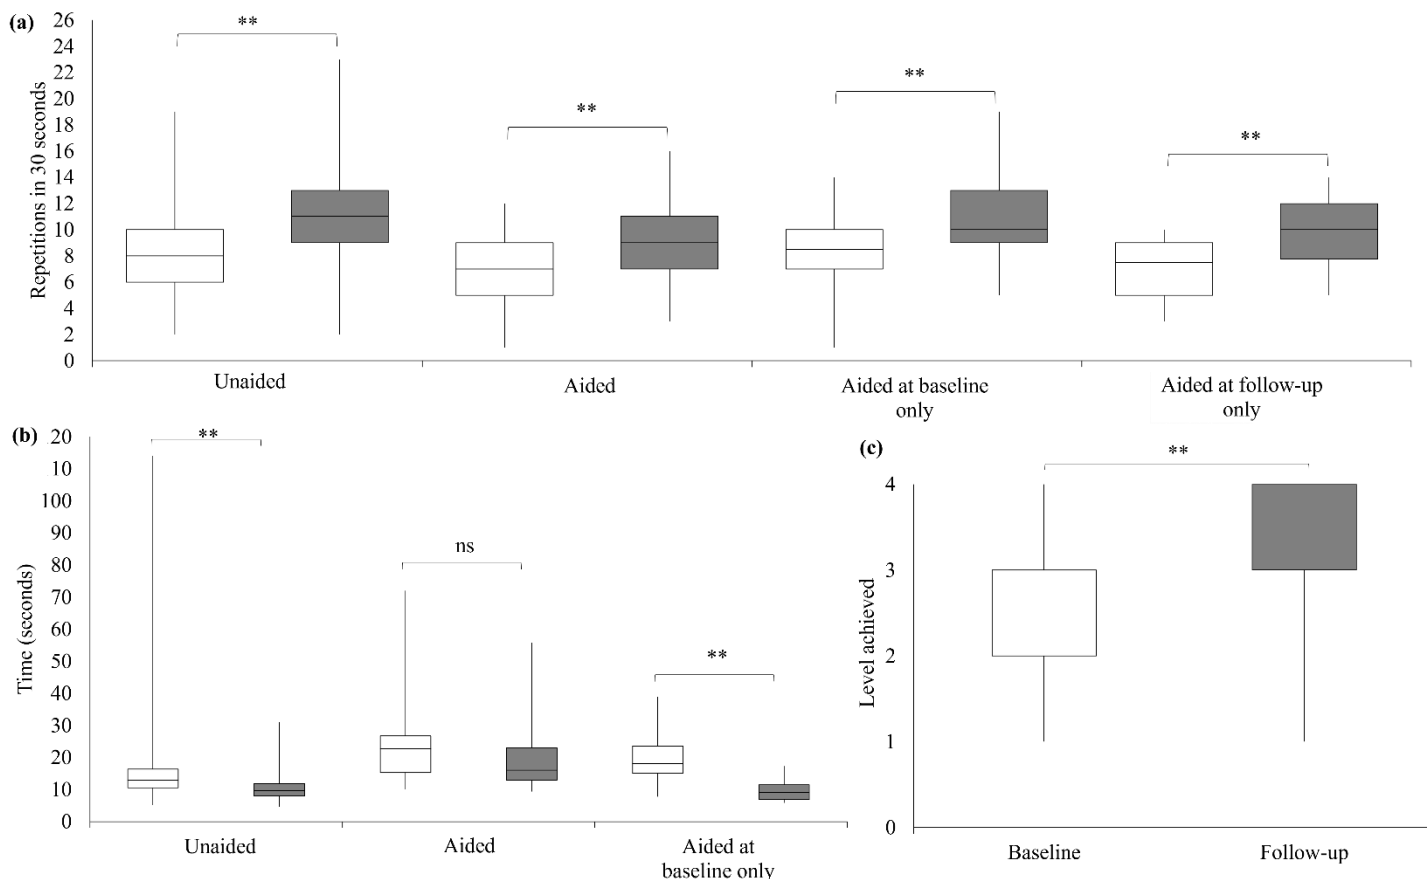 (a)
Repetitions in 30 seconds
26
24
22
20
18
16
14
12
10
8
6
4
2
0
**
**
**
**
Unaided
Aided
Aided at baseline
only
Aided at follow-up
only
(b)
Time (seconds)
20
10
100
90
80
70
60
50
40
30
20
10
0
**
ns
**
Unaided
Aided
Aided at
baseline only
(c)
Level achieved
4
3
2
1
0
**
Baseline
Follow-up